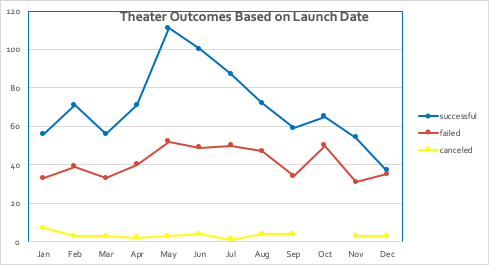 Theater Outcomes Based on Launch Date
120
100
80
60
40
20
0
Jan Feb Mar Apr May Jun Jul Aug Sep Oct Nov Dec
successful
failed
canceled